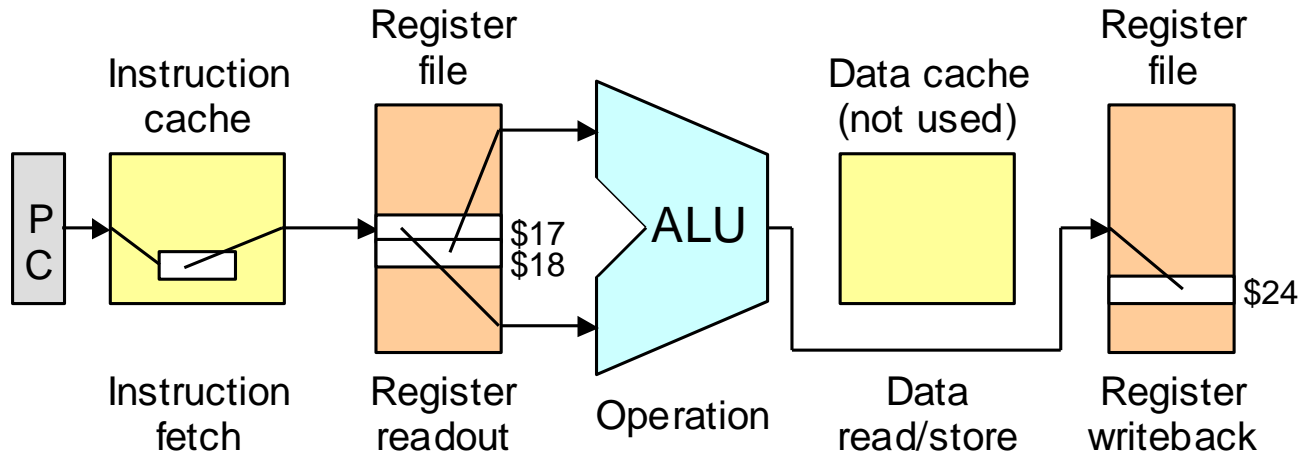 Register
file
Instruction
cache
Data cache
(not used)
Register
file
P
C
$17
$18
ALU
$24
Instruction
fetch
Register
readout
Operation
Data
read/store
Register
writeback